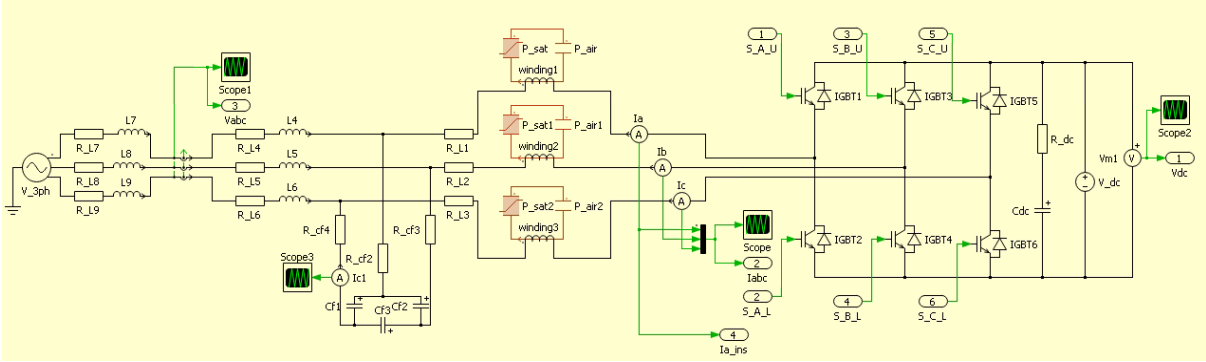 P_sat
P_air
winding1
1
S_A_U
3
S_B_U
5
S_C_U
Scope1
3
Vabc
IGBT1
IGBT3
IGBT5
Scope2
L7
L4
P_sat1
P_air1
Ia
R_dc
R_L7
R_L4
R_L1
winding2
L8
L5
Ib
A
Vm1
V
1
Vdc
V_3ph
R_L8
R_L5
R_L2
A
V_dc
L9
L6
P_sat2
P_air2
Ic
A
R_L9
R_L6
R_L3
winding3
Cdc
R_cf4
R_cf3
Scope
IGBT2
IGBT4
IGBT6
Scope3
R_cf2
A
Ic1
2
Iabc
Cf1
Cf3
Cf2
2
S_A_L
4
S_B_L
6
S_C_L
4
Ia_ins